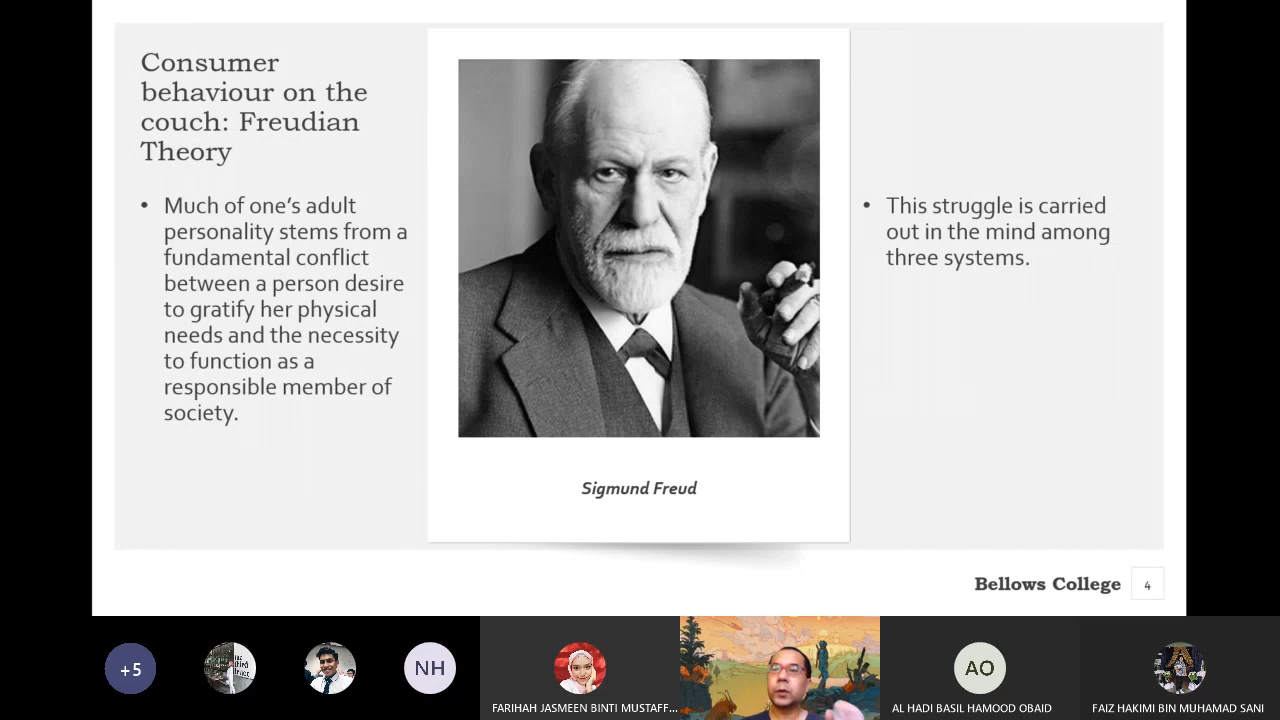 Consumer
behaviour on the
couch: Freudian
Theory
• Much of one's adult
personality stems from a
fundamental conflict
between a person desire
to gratify her physical
needs and the necessity
to function as a
responsible member of
society.
Sigmund Freud
• This struggle is carried
out in the mind among
three systems.
Bellows College
4
+5
NH
FARIHAH JASMEEN BINTI MUSTAFF...
AO
AL HADI BASIL HAMOOD OBAID
FAIZ HAKIMI BIN MUHAMAD SANI